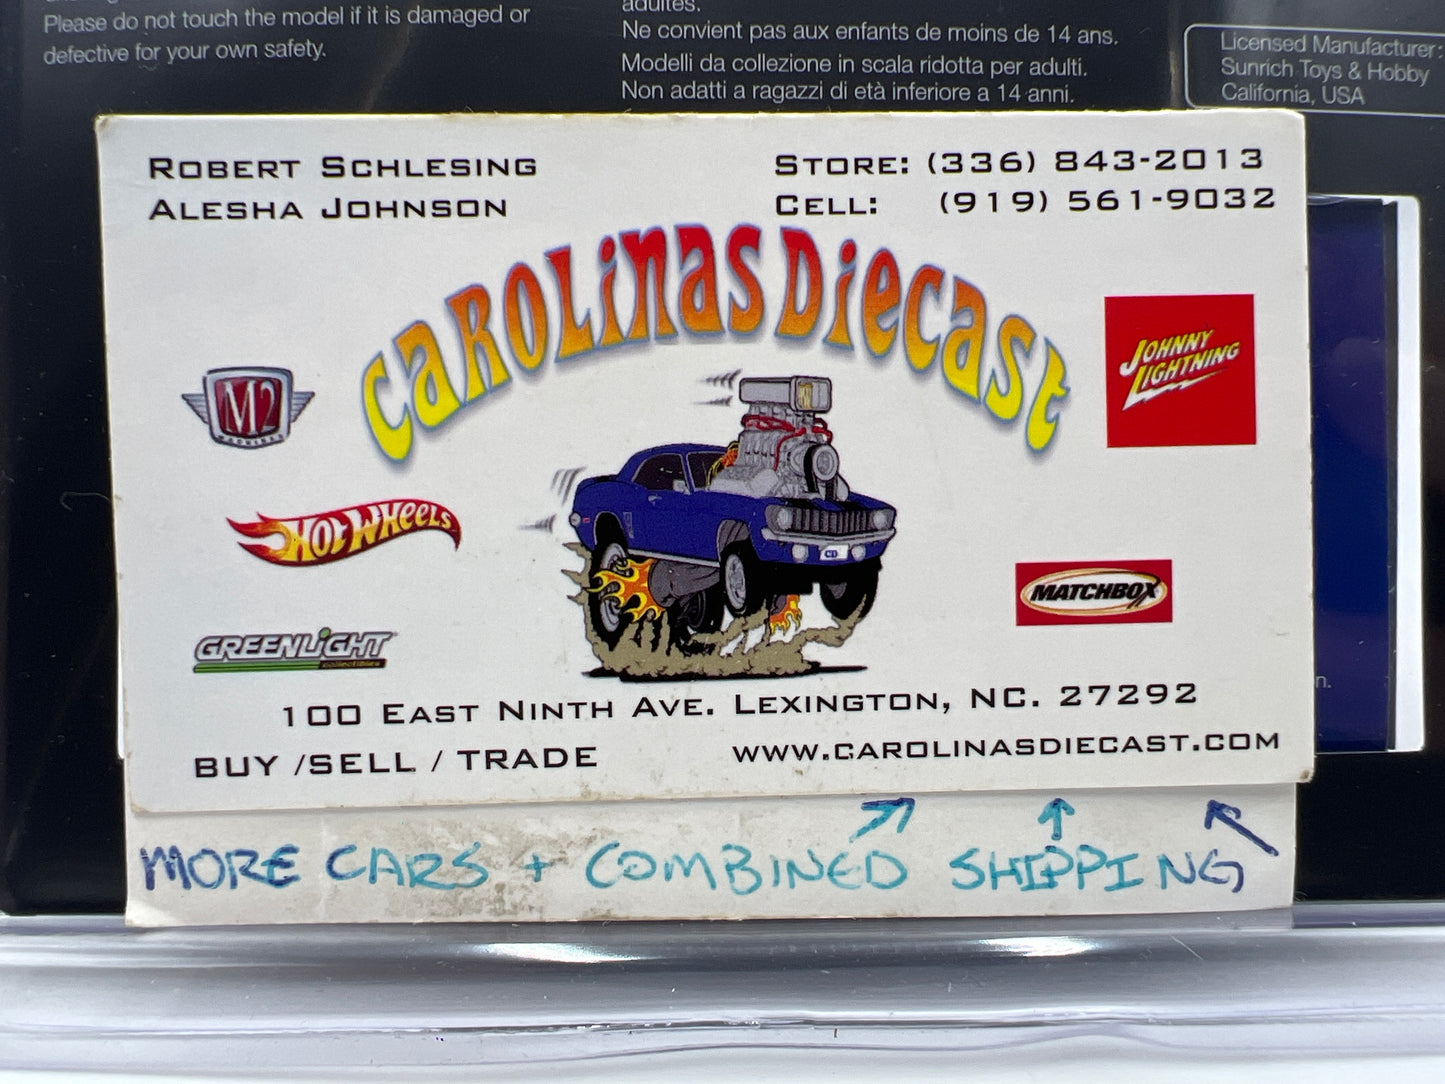 Please do not touch the model if it is damaged or
defective for your own safety.
adultes.
Ne convient pas aux enfants de moins de 14 ans.
Modelli da collezione in scala ridotta per adulti.
Non adatti a ragazzi di età inferiore a 14 anni.
Licensed Manufacturer:
Sunrich Toys & Hobby
California, USA
ROBERT SCHLESING
ALESHA JOHNSON
STORE: (336) 843-2013
CELL: (919) 561-9032
CAROLINAS DIECAST
M2
MACHINES
JOHNNY
LIGHTNING
HOT WHEELS
CD
MATCHBOX
GREENLIGHT
collectibles
100 EAST NINTH AVE. LEXINGTON, NC. 27292
BUY /SELL / TRADE
WWW.CAROLINASDIECAST.COM
MORE CARS + COMBINED SHIPPING
n.